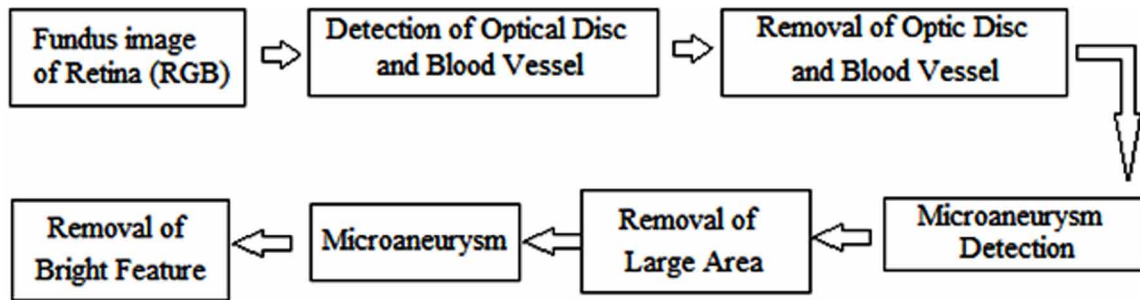 Fundus image
of Retina (RGB)
Detection of Optical Disc
and Blood Vessel
Removal of Optic Disc
and Blood Vessel
Microaneurysm
Detection
Removal of
Large Area
Microaneurysm
Removal of
Bright Feature